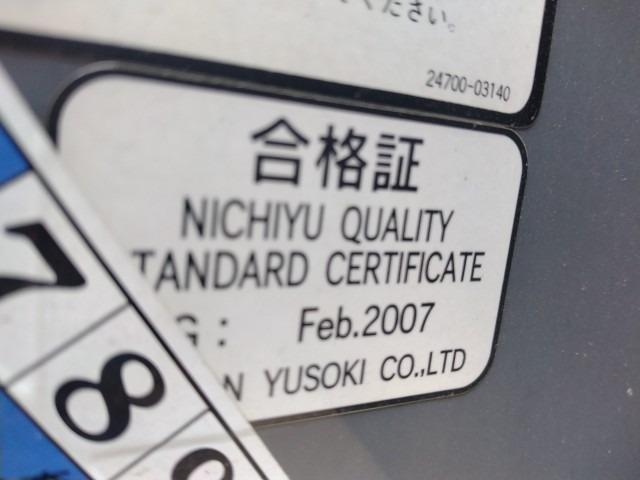 ください。
24700-03140
合格証
NICHIYU QUALITY
TANDARD CERTIFICATE
G: Feb.2007
N YUSOKI CO.,LTD
7
8
9